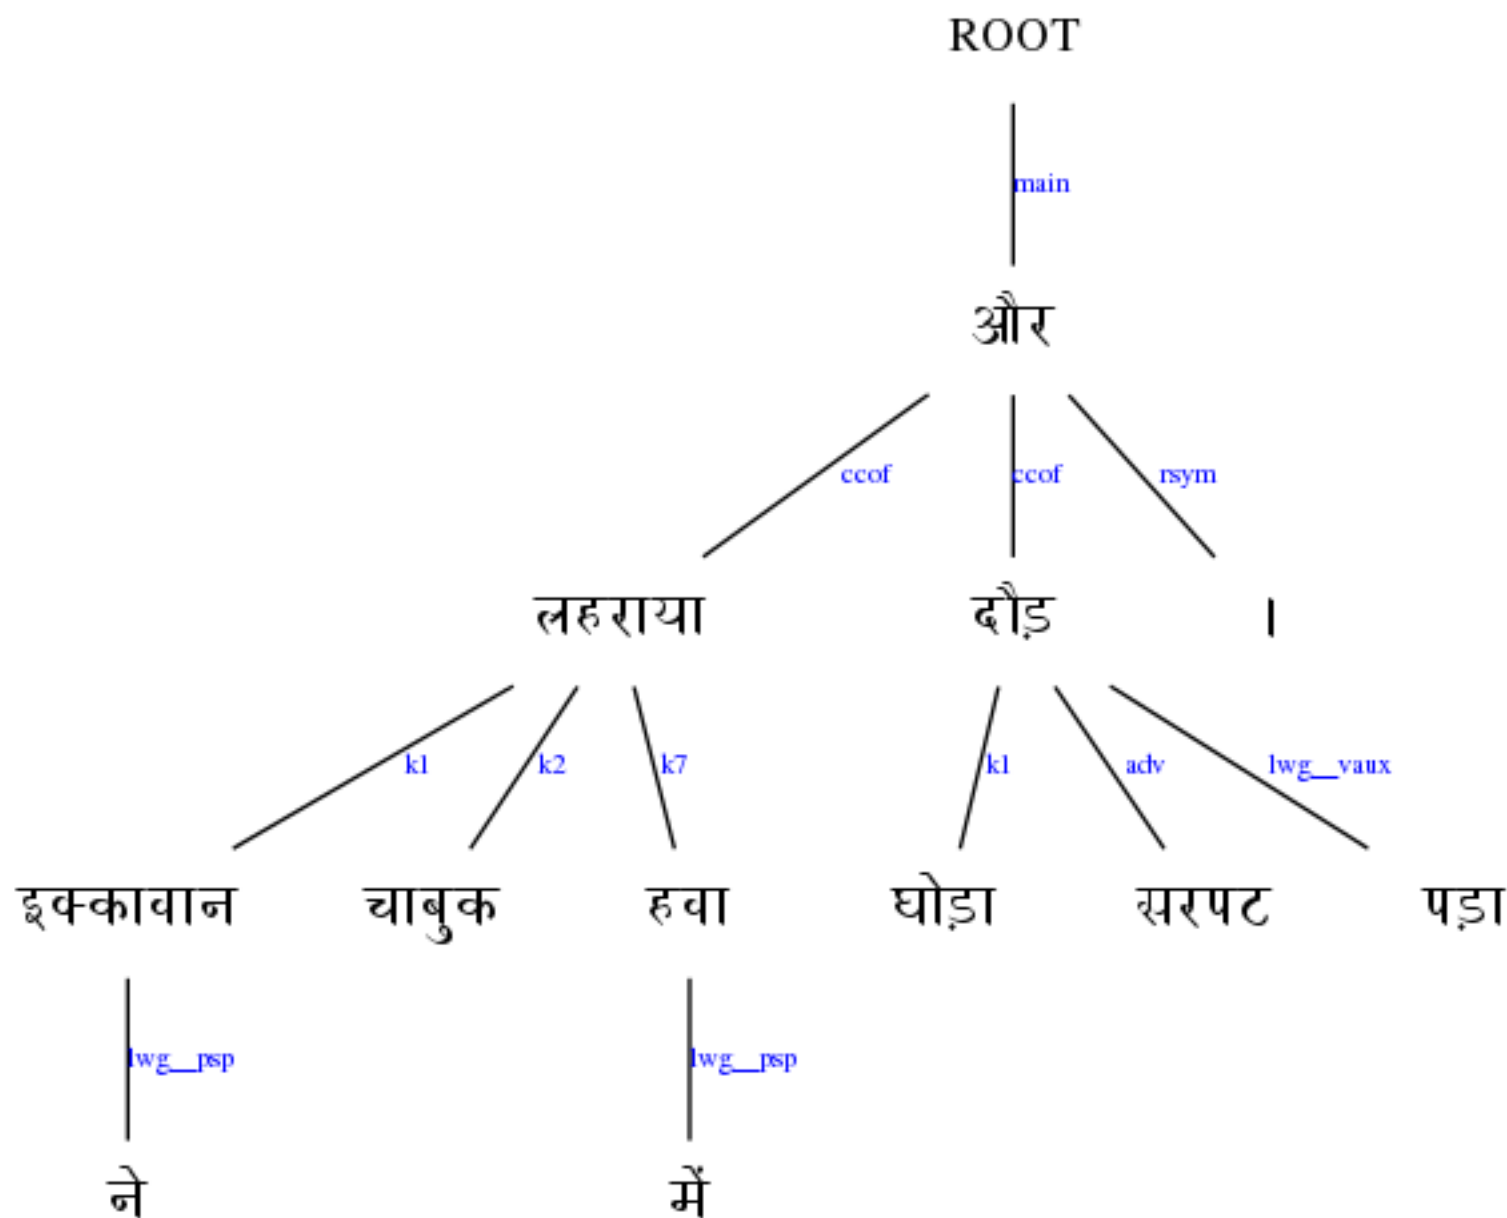 ROOT
main
और
ccof ccof rsym
लहराया दौड़ ।
k1 k2 k7 k1 adv lwg__vaux
इक्कावान चाबुक हवा घोड़ा सरपट पड़ा
lwg__psp lwg__psp
ने में